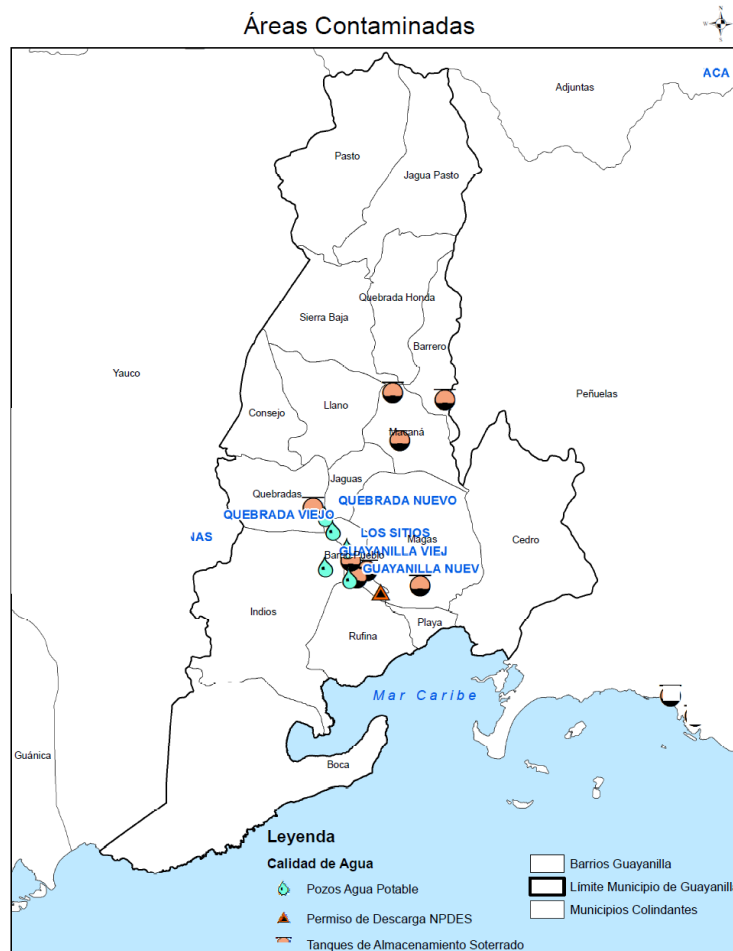 Áreas Contaminadas
N
W
E
S
ACA
Adjuntas
Pasto
Jagua Pasto
Quebrada Honda
Sierra Baja
Barrero
Yauco
Peñuelas
Llano
Consejo
Macaná
Jaguas
Quebradas
QUEBRADA NUEVO
QUEBRADA VIEJO
LOS SITIOS
NAS
Magas
Cedro
GUAYANILLA VIEJ
Barrio Pueblo
GUAYANILLA NUEV
Indios
Playa
Rufina
Mar Caribe
Guánica
Boca
Leyenda
Calidad de Agua
Pozos Agua Potable
Permiso de Descarga NPDES
Tanques de Almacenamiento Soterrado
Barrios Guayanilla
Límite Municipio de Guayanilla
Municipios Colindantes